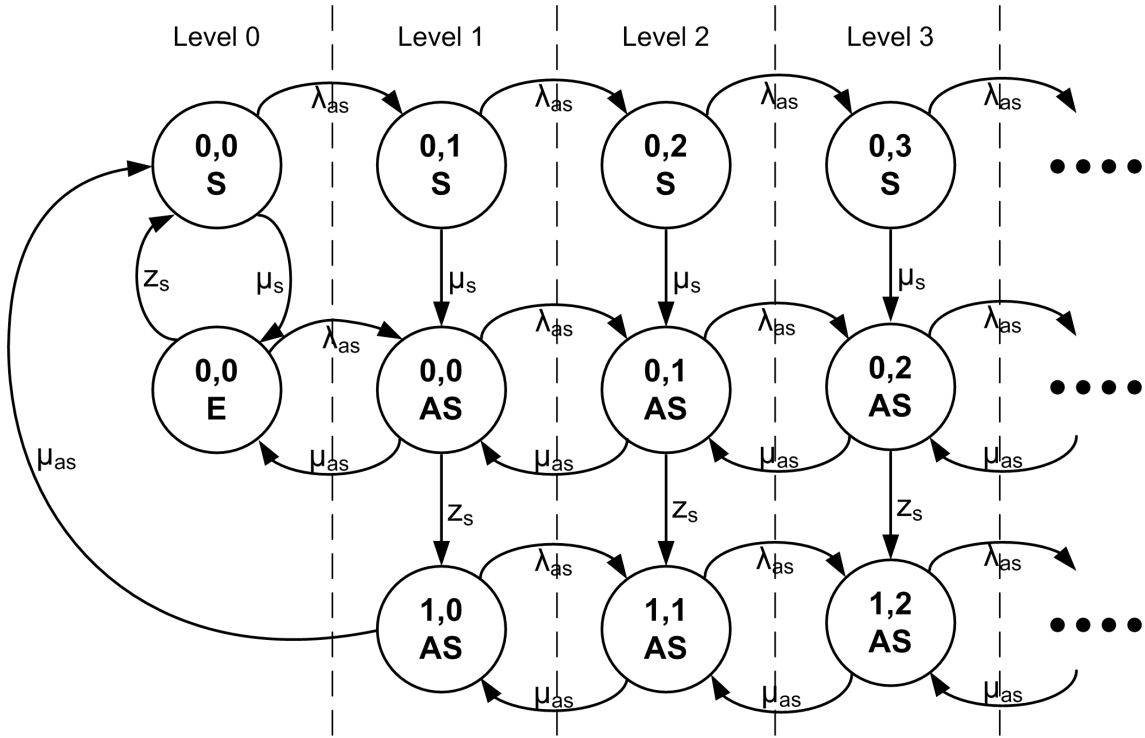 Level 0 Level 1 Level 2 Level 3
λas λas λas λas
0,0 0,1 0,2 0,3
S S S S
zs μs μs μs μs
λas λas λas λas
0,0 0,0 0,1 0,2
E AS AS AS
μas μas μas μas
μas
zs zs zs
λas λas λas
1,0 1,1 1,2
AS AS AS
μas μas μas